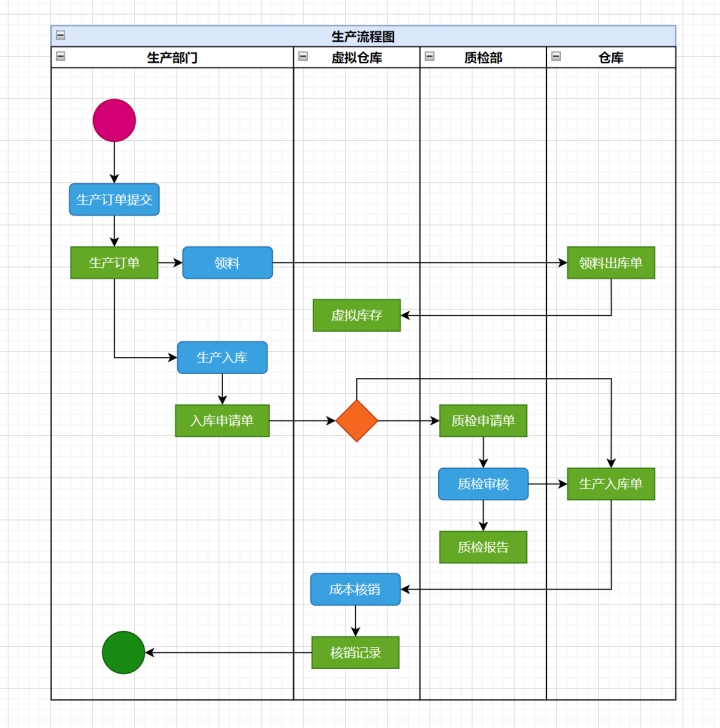 生产流程图
生产部门
虚拟仓库
质检部
仓库
生产订单提交
生产订单
领料
领料出库单
虚拟库存
生产入库
入库申请单
质检申请单
质检审核
生产入库单
质检报告
成本核销
核销记录